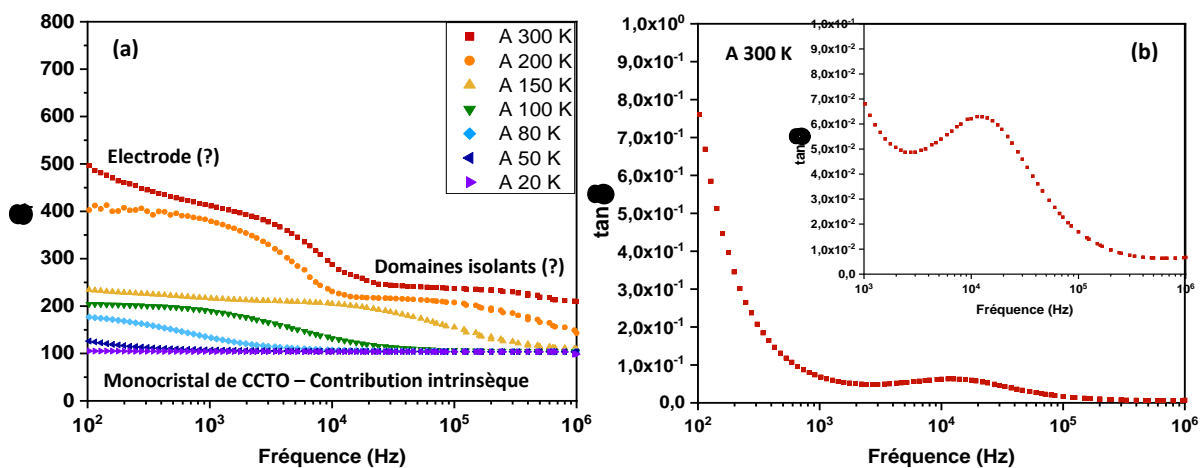 (a)
800
700
600
500
400
300
200
100
0
A 300 K
A 200 K
A 150 K
A 100 K
A 80 K
A 50 K
A 20 K
Electrode (?)
Domaines isolants (?)
Monocristal de CCTO – Contribution intrinsèque
10² 10³ 10⁴ 10⁵ 10⁶
Fréquence (Hz)
A 300 K
1,0x10⁰
9,0x10⁻¹
8,0x10⁻¹
7,0x10⁻¹
6,0x10⁻¹
5,0x10⁻¹
4,0x10⁻¹
3,0x10⁻¹
2,0x10⁻¹
1,0x10⁻¹
0,0
tan
10² 10³ 10⁴ 10⁵ 10⁶
Fréquence (Hz)
(b)
1,0x10⁻¹
9,0x10⁻²
8,0x10⁻²
7,0x10⁻²
6,0x10⁻²
5,0x10⁻²
4,0x10⁻²
3,0x10⁻²
2,0x10⁻²
1,0x10⁻²
0,0
tan
10³ 10⁴ 10⁵ 10⁶
Fréquence (Hz)